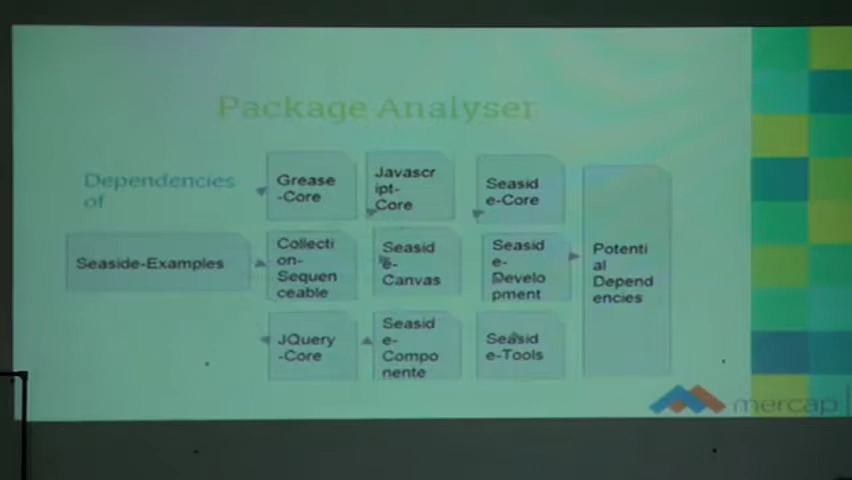 Package Analyser
Dependencies
of
Grease
-Core
Javascr
ipt-
Core
Seasid
e-Core
Seaside-Examples
Collecti
on-
Sequen
ceable
Seasid
e-
Canvas
Seasid
e-
Develo
pment
Potenti
al
Depend
encies
JQuery
-Core
Seasid
e-
Compo
nente
Seasid
e-Tools
mercap